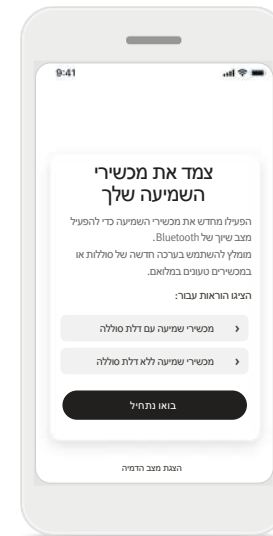 9:41
צמד את מכשירי
השמיעה שלך
הפעילו מחדש את מכשירי השמיעה כדי להפעיל
מצב שיוך של Bluetooth.
מומלץ להשתמש בערכה חדשה של סוללות או
במכשירים טעונים במלואם.
הציגו הוראות עבור:
מכשירי שמיעה עם דלת סוללה
מכשירי שמיעה ללא דלת סוללה
בואו נתחיל
הצגת מצב הדמיה